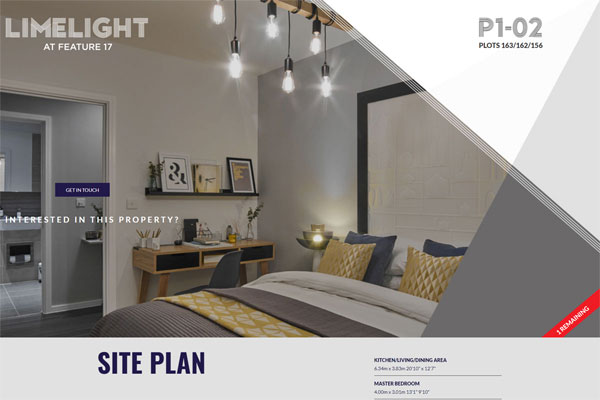 LIMELIGHT
AT FEATURE 17
P1-02
PLOTS 163/162/156
GET IN TOUCH
INTERESTED IN THIS PROPERTY?
1 REMAINING
SITE PLAN
KITCHEN/LIVING/DINING AREA
6.34m x 3.83m 20'10" x 12'7"
MASTER BEDROOM
4.00m x 3.01m 13'1" 9'10"